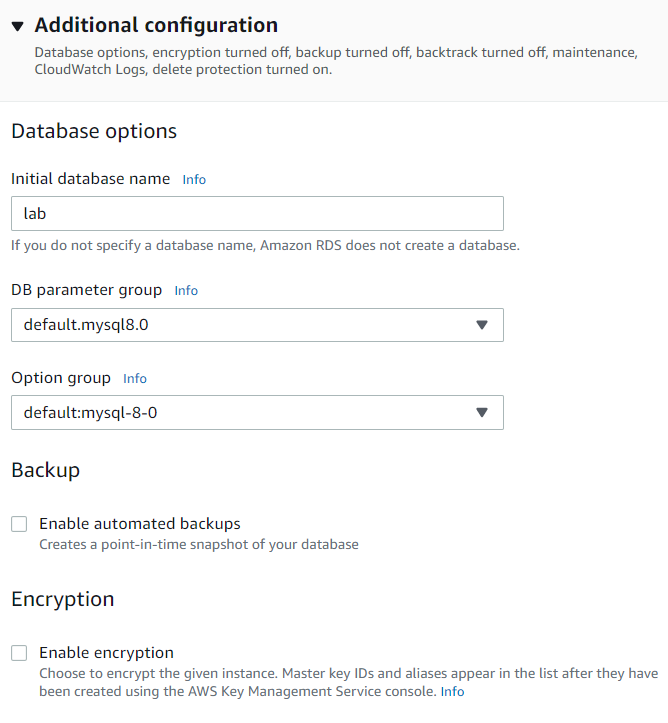 Additional configuration
Database options, encryption turned off, backup turned off, backtrack turned off, maintenance,
CloudWatch Logs, delete protection turned on.
Database options
Initial database name Info
lab
If you do not specify a database name, Amazon RDS does not create a database.
DB parameter group Info
default.mysql8.0
Option group Info
default:mysql-8-0
Backup
Enable automated backups
Creates a point-in-time snapshot of your database
Encryption
Enable encryption
Choose to encrypt the given instance. Master key IDs and aliases appear in the list after they have
been created using the AWS Key Management Service console. Info